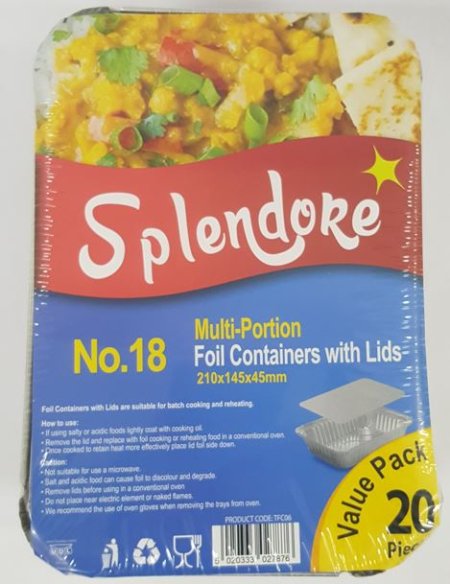 Splendore
No.18
Multi-Portion
Foil Containers with Lids
210x145x45mm
Foil Containers with Lids are suitable for batch cooking and reheating.
How to use:
- If using salty or acidic foods lightly coat with cooking oil.
- Remove the lid and replace with foil cooking or reheating food in a conventional oven.
- Once cooked to retain heat more effectively place lid foil side down.
Caution:
- Not suitable for use a microwave.
- Salt and acidic food can cause foil to discolour and degrade.
- Remove lids before using in a conventional oven.
- Do not place near electric element or naked flames.
- We recommend the use of oven gloves when removing the trays from oven.
Value Pack
20
PRODUCT CODE: TFC06
5 020333 027876